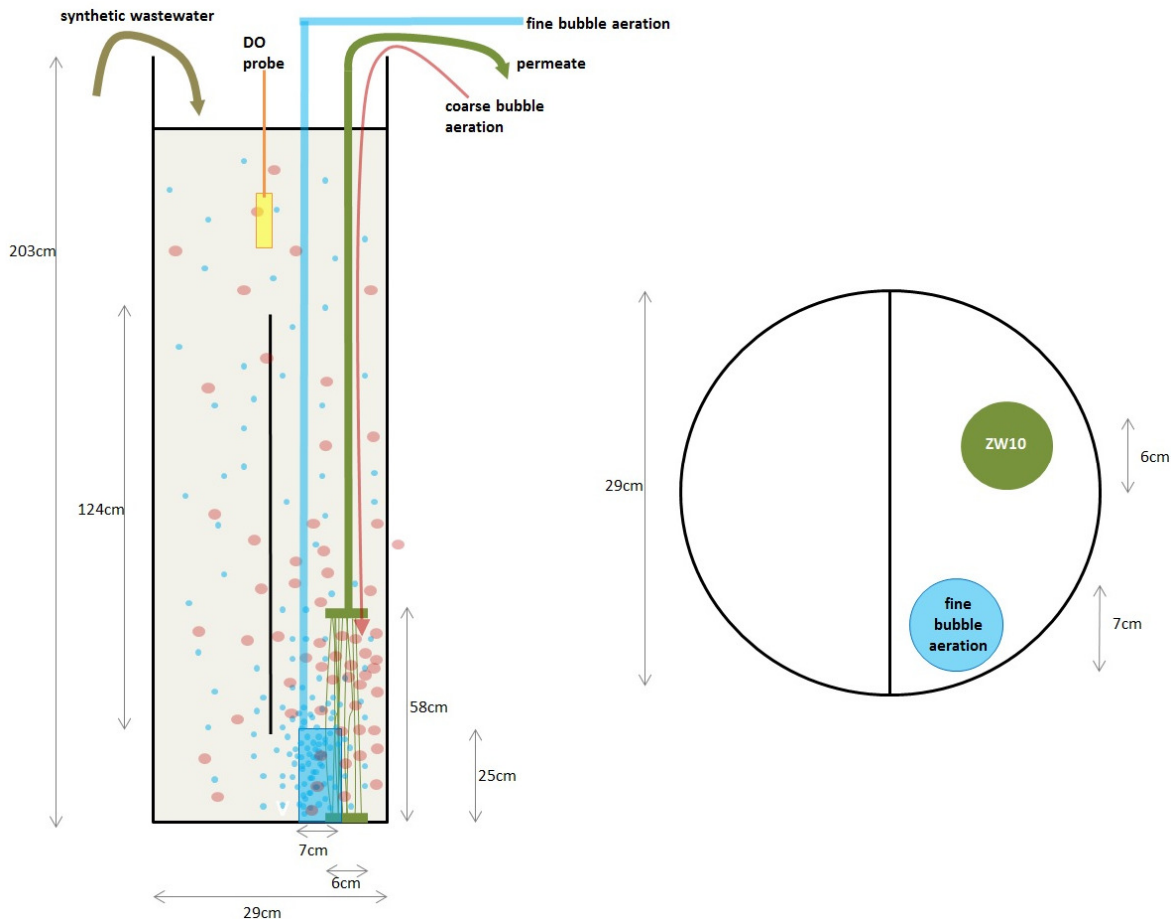 synthetic wastewater
fine bubble aeration
DO
probe
permeate
coarse bubble
aeration
203cm
124cm
58cm
25cm
7cm
6cm
29cm
29cm
ZW10
6cm
fine
bubble
aeration
7cm